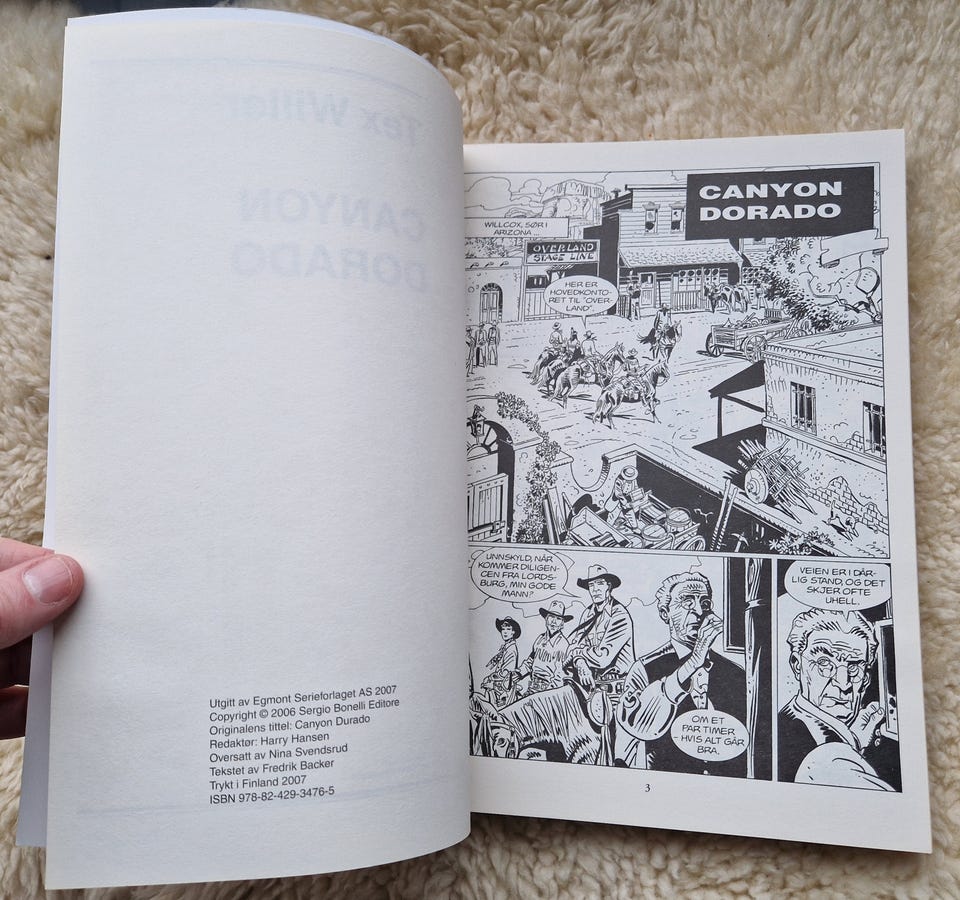 Tex Willer
CANYON
DORADO
Utgitt av Egmont Serieforlaget AS 2007
Copyright © 2006 Sergio Bonelli Editore
Originalens tittel: Canyon Durado
Redaktør: Harry Hansen
Oversatt av Nina Svendsrud
Tekstet av Fredrik Backer
Trykt i Finland 2007
ISBN 978-82-429-3476-5
CANYON
DORADO
WILLCOX, SØR I
ARIZONA...
OVERLAND
STAGE LINE
HER ER
HOVEDKONTO-
RET TIL "OVER-
LAND".
UNNSKYLD, NÅR
KOMMER DILIGEN-
CEN FRA LORDS-
BURG, MIN GODE
MANN?
OM ET
PAR TIMER
- HVIS ALT GÅR
BRA.
VEIEN ER I DÅR-
LIG STAND, OG DET
SKJER OFTE
UHELL.
3